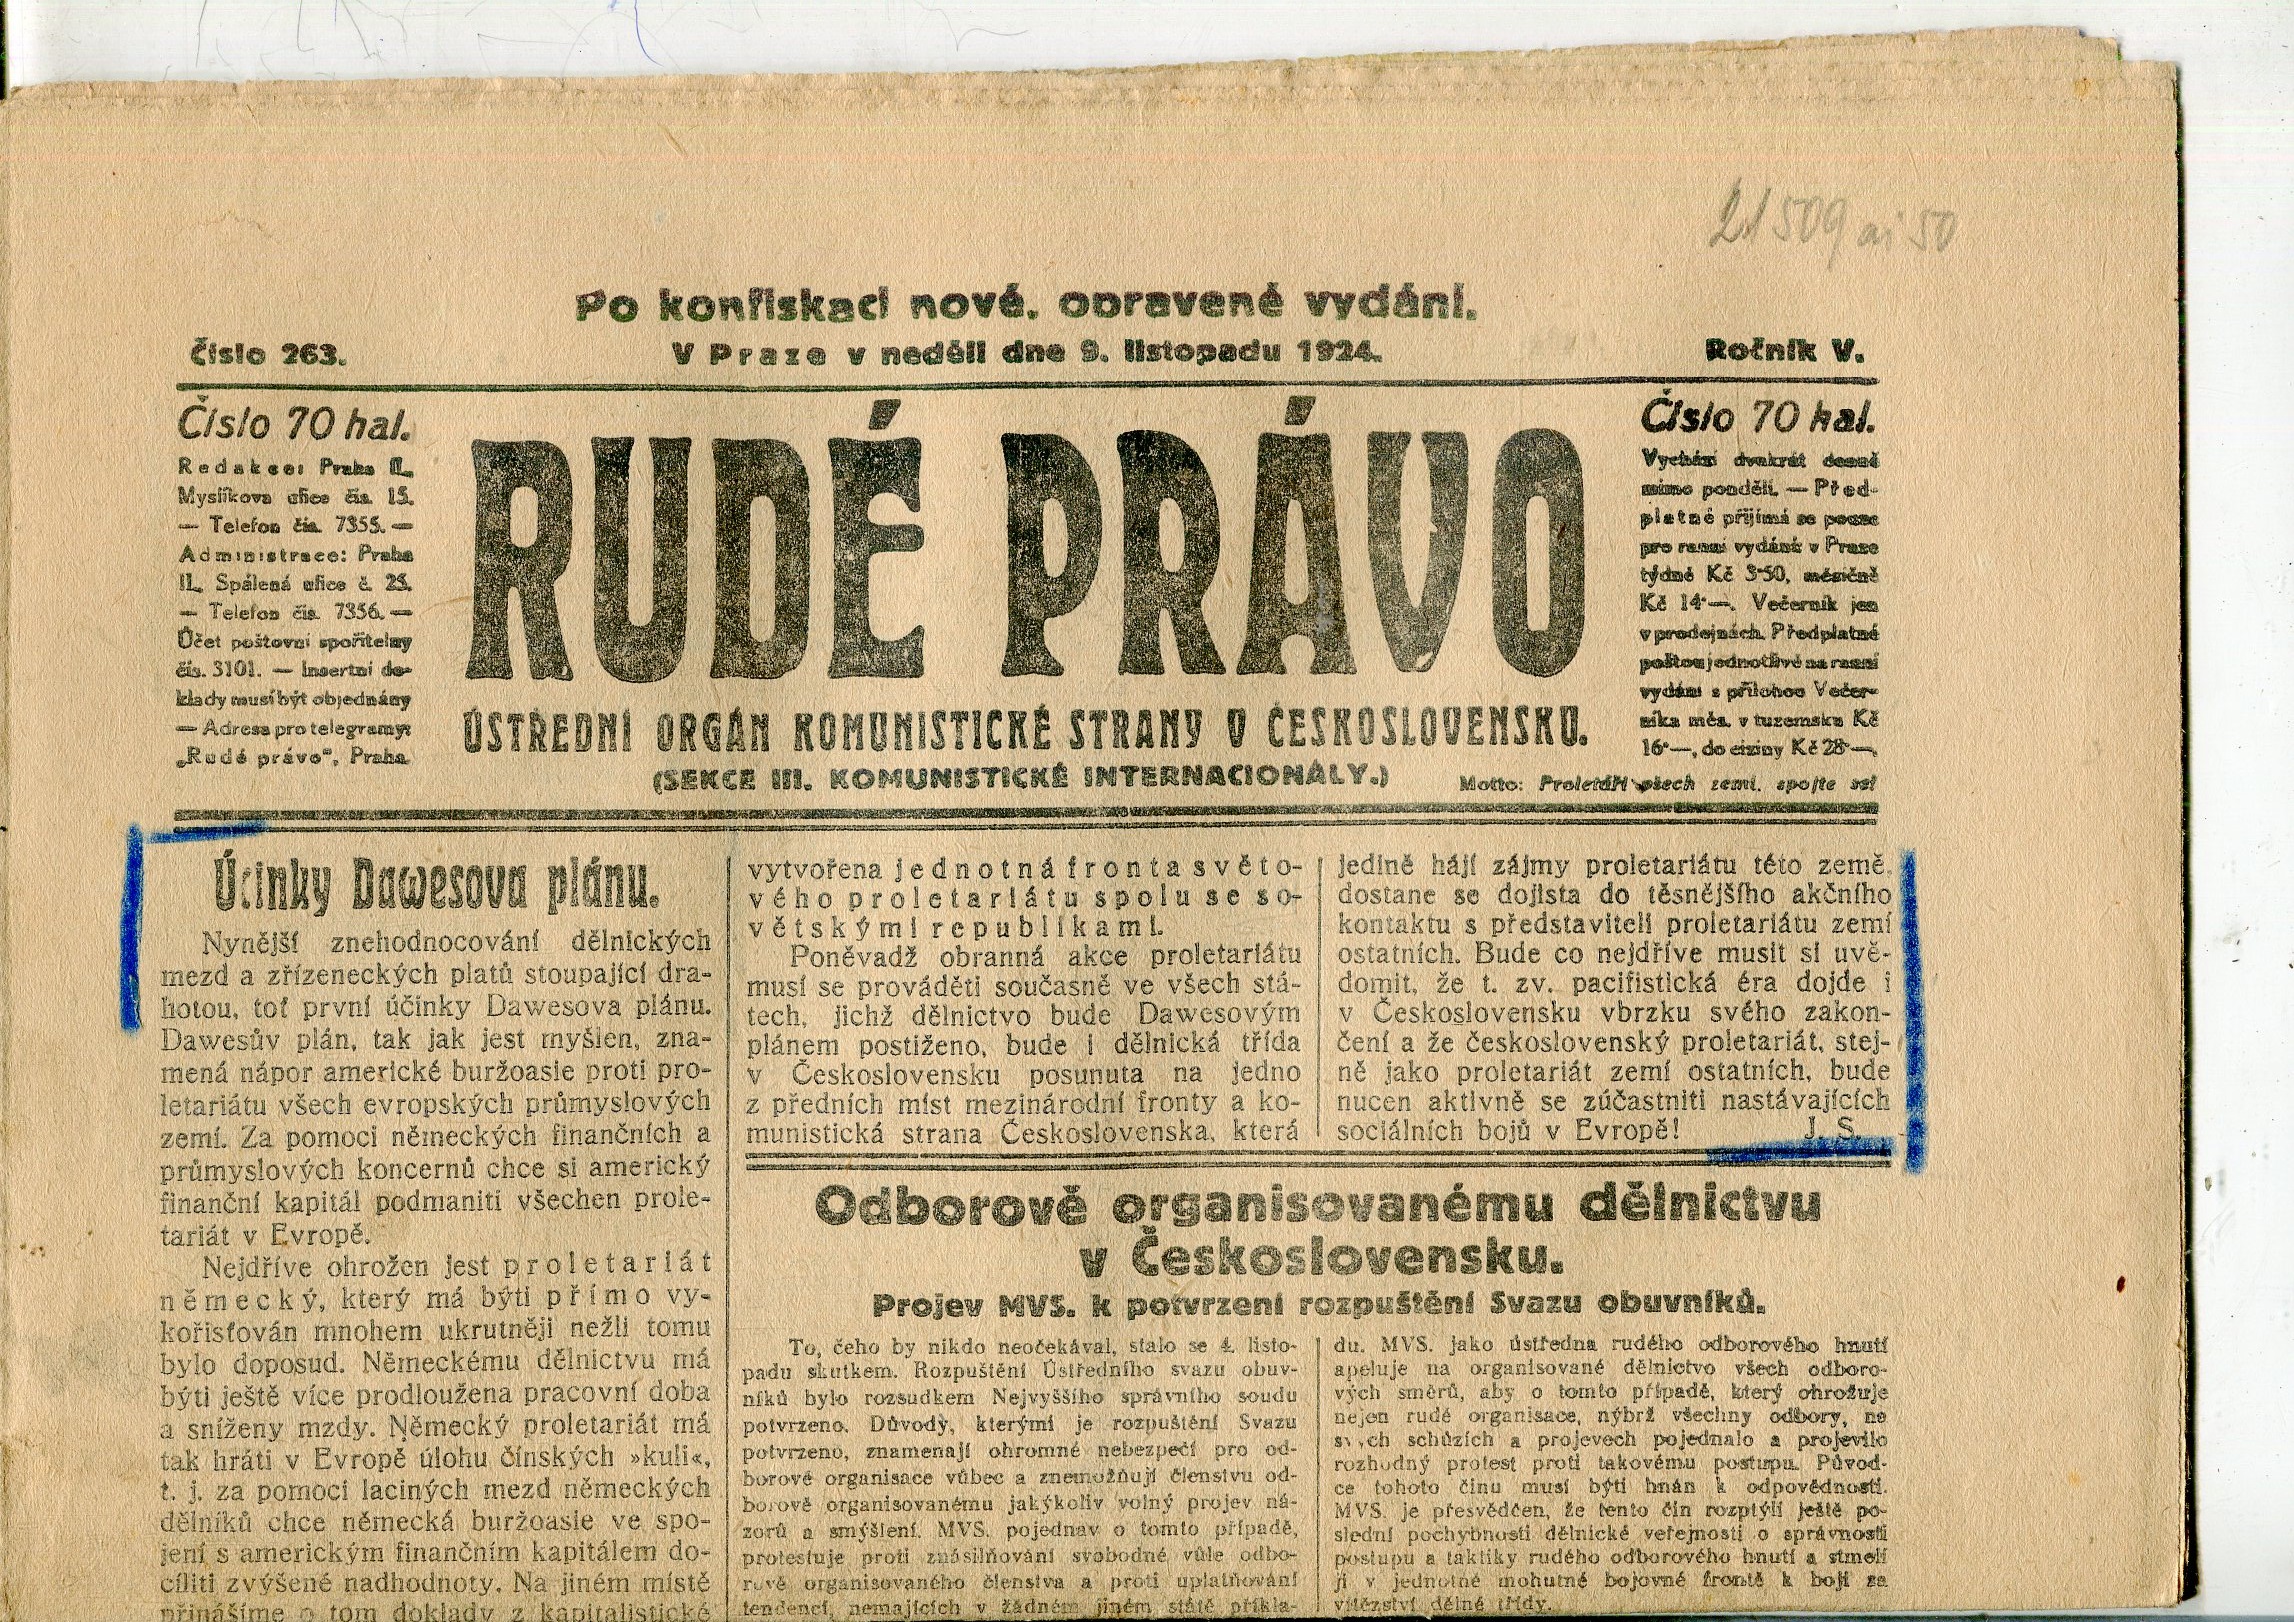 21509 ai 50
Po konfiskaci nové, opravené vydání.
Číslo 263.
V Praze v neděli dne 9. listopadu 1924.
Ročník V.
Číslo 70 hal.
Redakce: Praha II.,
Myslíkova ulice čís. 15.
— Telefon čís. 7355. —
Administrace: Praha
II., Spálená ulice č. 25.
— Telefon čís. 7356. —
Účet poštovní spořitelny
čís. 3101. — Insertní do-
klady musí být objednány
— Adresa pro telegramy:
„Rudé právo“, Praha.
RUDÉ PRÁVO
ÚSTŘEDNÍ ORGÁN KOMUNISTICKÉ STRANY V ČESKOSLOVENSKU.
(SEKCE III. KOMUNISTICKÉ INTERNACIONÁLY.)
Číslo 70 hal.
Vychází dvakrát denně
mimo pondělí. — Před-
platné přijímá se pouze
pro ranní vydání: v Praze
týdně Kč 3·50, měsíčně
Kč 14·—. Večerník jen
v prodejnách. Předplatné
poštou jednotlivě na ranní
vydání s přílohou Večer-
níka měs. v tuzemsku Kč
16·—, do ciziny Kč 28·—.
Motto: Proletáři všech zemí, spojte se!
Účinky Dawesova plánu.
Nynější znehodnocování dělnických
mezd a zřízeneckých platů stoupající dra-
hotou, toť první účinky Dawesova plánu.
Dawesův plán, tak jak jest myšlen, zna-
mená nápor americké buržoasie proti pro-
letariátu všech evropských průmyslových
zemí. Za pomoci německých finančních a
průmyslových koncernů chce si americký
finanční kapitál podmaniti všechen prole-
tariát v Evropě.
Nejdříve ohrožen jest proletariát
německý, který má býti přímo vy-
kořisťován mnohem ukrutněji nežli tomu
bylo doposud. Německému dělnictvu má
býti ještě více prodloužena pracovní doba
a sníženy mzdy. Německý proletariát má
tak hráti v Evropě úlohu čínských »kuli«,
t. j. za pomoci laciných mezd německých
dělníků chce německá buržoasie ve spo-
jení s americkým finančním kapitálem do-
cíliti zvýšené nadhodnoty. Na jiném místě
přinášíme o tom doklady z kapitalistické
vytvořena jednotná fronta světo-
vého proletariátu spolu se so-
větskými republikami.
Poněvadž obranná akce proletariátu
musí se prováděti současně ve všech stá-
tech, jichž dělnictvo bude Dawesovým
plánem postiženo, bude i dělnická třída
v Československu posunuta na jedno
z předních míst mezinárodní fronty a ko-
munistická strana Československa, která
jedině hájí zájmy proletariátu této země,
dostane se dojista do těsnějšího akčního
kontaktu s představiteli proletariátu zemí
ostatních. Bude co nejdříve musit si uvě-
domit, že t. zv. pacifistická éra dojde i
v Československu vbrzku svého zakon-
čení a že československý proletariát, stej-
ně jako proletariát zemí ostatních, bude
nucen aktivně se zúčastniti nastávajících
sociálních bojů v Evropě! J. S.
Odborově organisovanému dělnictvu
v Československu.
Projev MVS. k potvrzení rozpuštění Svazu obuvníků.
To, čeho by nikdo neočekával, stalo se 4. listo-
padu skutkem. Rozpuštění Ústředního svazu obuv-
níků bylo rozsudkem Nejvyššího správního soudu
potvrzeno. Důvody, kterými je rozpuštění Svazu
potvrzeno, znamenají ohromné nebezpečí pro od-
borové organisace vůbec a znemožňují členstvu od-
borově organisovanému jakýkoliv volný projev ná-
zorů a smýšlení. MVS. pojednav o tomto případě,
protestuje proti znásilňování svobodné vůle odbo-
rově organisovaného členstva a proti uplatňování
tendencí, nemajících v žádném jiném státě příkla-
du. MVS. jako ústředna rudého odborového hnutí
apeluje na organisované dělnictvo všech odboro-
vých směrů, aby o tomto případě, který ohrožuje
nejen rudé organisace, nýbrž všechny odbory, na
svých schůzích a projevech pojednalo a projevilo
rozhodný protest proti takovému postupu. Původ-
ce tohoto činu musí býti hnán k odpovědnosti.
MVS. je přesvědčen, že tento čin rozptýlí ještě po-
slední pochybnosti dělnické veřejnosti o správnosti
postupu a taktiky rudého odborového hnutí a stmelí
ji v jednotné mohutné bojovné frontě k boji za
vítězství dělné třídy.